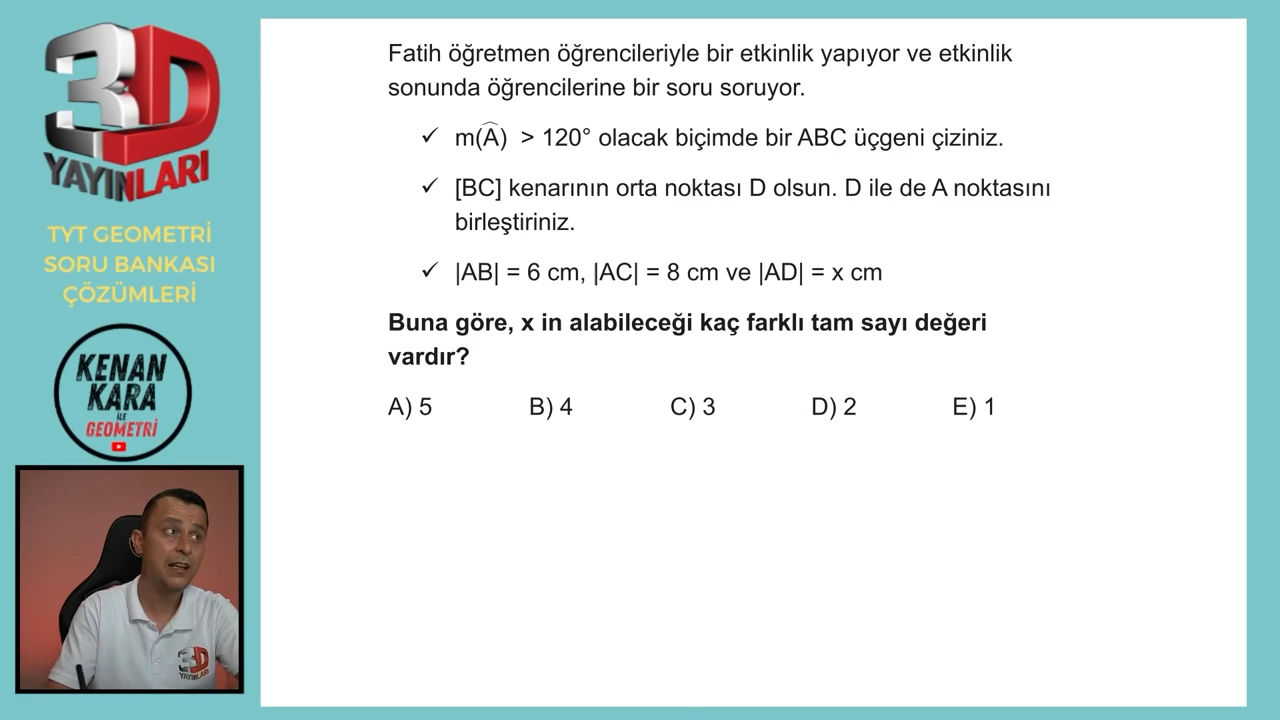 3D
YAYINLARI
TYT GEOMETRİ
SORU BANKASI
ÇÖZÜMLERİ
KENAN
KARA
İLE
GEOMETRİ
3D
YAYINLARI
Fatih öğretmen öğrencileriyle bir etkinlik yapıyor ve etkinlik
sonunda öğrencilerine bir soru soruyor.
✓ m(Â) > 120° olacak biçimde bir ABC üçgeni çiziniz.
✓ [BC] kenarının orta noktası D olsun. D ile de A noktasını
birleştiriniz.
✓ |AB| = 6 cm, |AC| = 8 cm ve |AD| = x cm
Buna göre, x in alabileceği kaç farklı tam sayı değeri
vardır?
A) 5 B) 4 C) 3 D) 2 E) 1